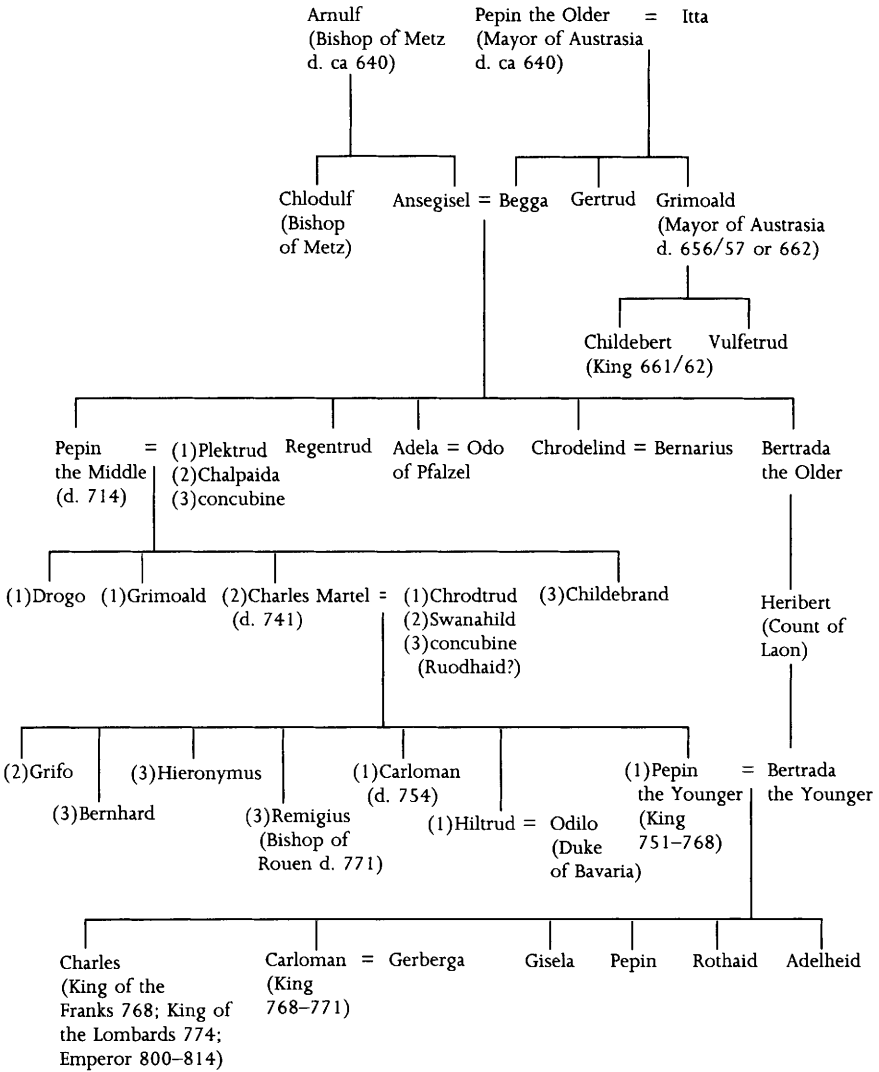 Arnulf
(Bishop of Metz
d. ca 640)
Pepin the Older = Itta
(Mayor of Austrasia
d. ca 640)
Chlodulf
(Bishop
of Metz)
Ansegisel = Begga
Gertrud
Grimoald
(Mayor of Austrasia
d. 656/57 or 662)
Childebert
(King 661/62)
Vulfetrud
Pepin
the Middle
(d. 714)
=
(1)Plektrud
(2)Chalpaida
(3)concubine
Regentrud
Adela = Odo
of Pfalzel
Chrodelind = Bernarius
Bertrada
the Older
(1)Drogo
(1)Grimoald
(2)Charles Martel =
(d. 741)
(1)Chrodtrud
(2)Swanahild
(3)concubine
(Ruodhaid?)
(3)Childebrand
Heribert
(Count of
Laon)
(2)Grifo
(3)Bernhard
(3)Hieronymus
(3)Remigius
(Bishop of
Rouen d. 771)
(1)Carloman
(d. 754)
(1)Hiltrud =
Odilo
(Duke
of Bavaria)
(1)Pepin
the Younger
(King
751–768)
=
Bertrada
the Younger
Charles
(King of the
Franks 768; King of
the Lombards 774;
Emperor 800–814)
Carloman = Gerberga
(King
768–771)
Gisela
Pepin
Rothaid
Adelheid